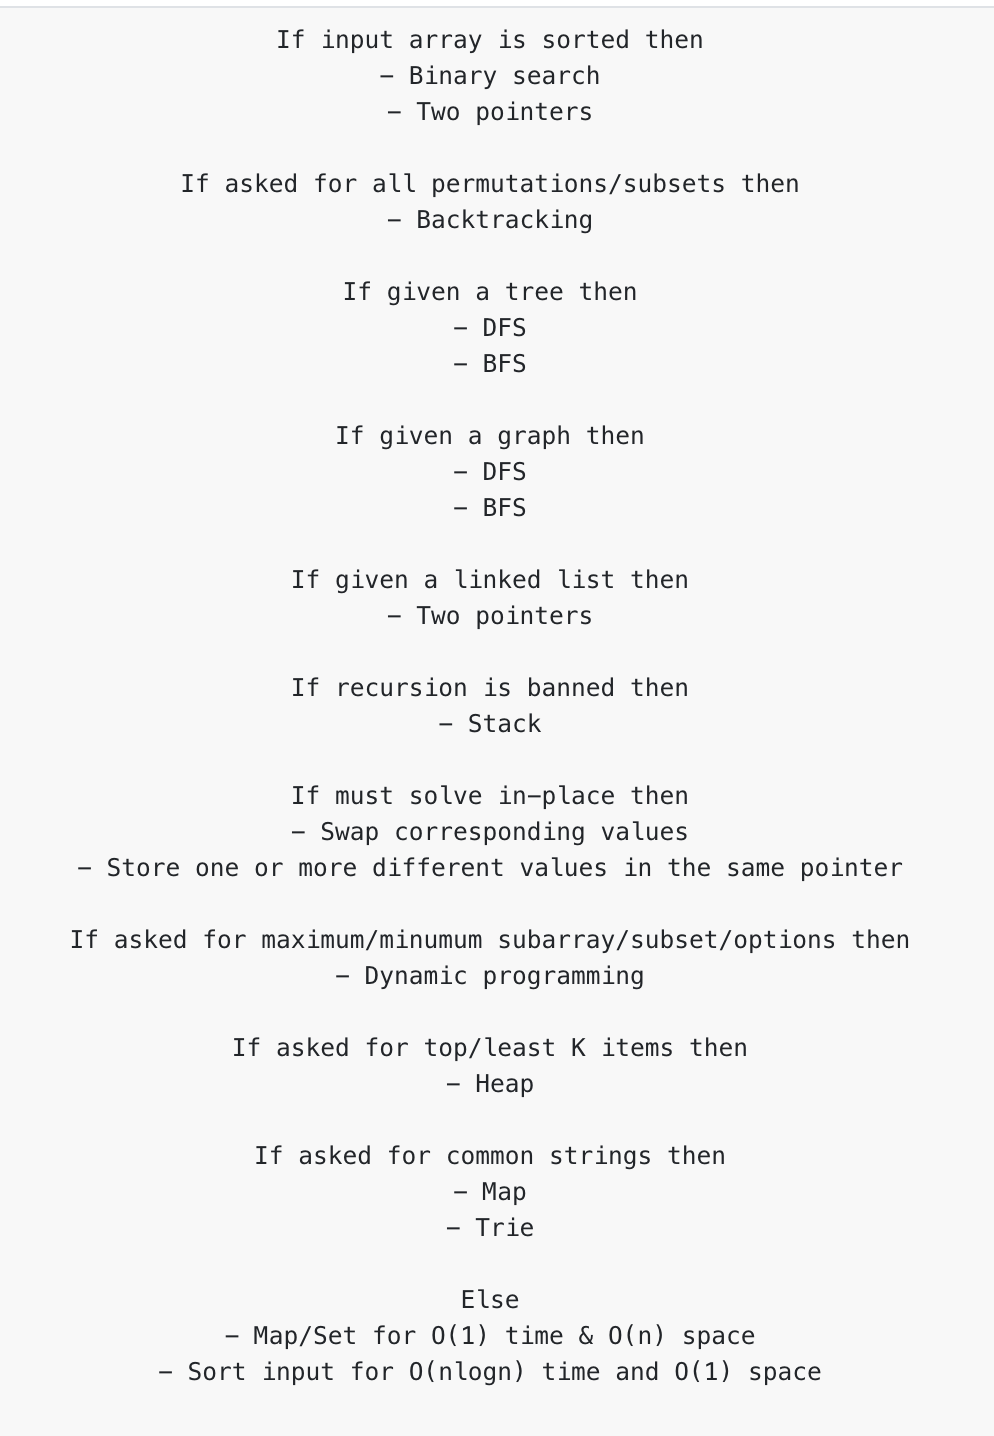 If input array is sorted then
– Binary search
– Two pointers
If asked for all permutations/subsets then
– Backtracking
If given a tree then
– DFS
– BFS
If given a graph then
– DFS
– BFS
If given a linked list then
– Two pointers
If recursion is banned then
– Stack
If must solve in–place then
– Swap corresponding values
– Store one or more different values in the same pointer
If asked for maximum/minumum subarray/subset/options then
– Dynamic programming
If asked for top/least K items then
– Heap
If asked for common strings then
– Map
– Trie
Else
– Map/Set for O(1) time & O(n) space
– Sort input for O(nlogn) time and O(1) space